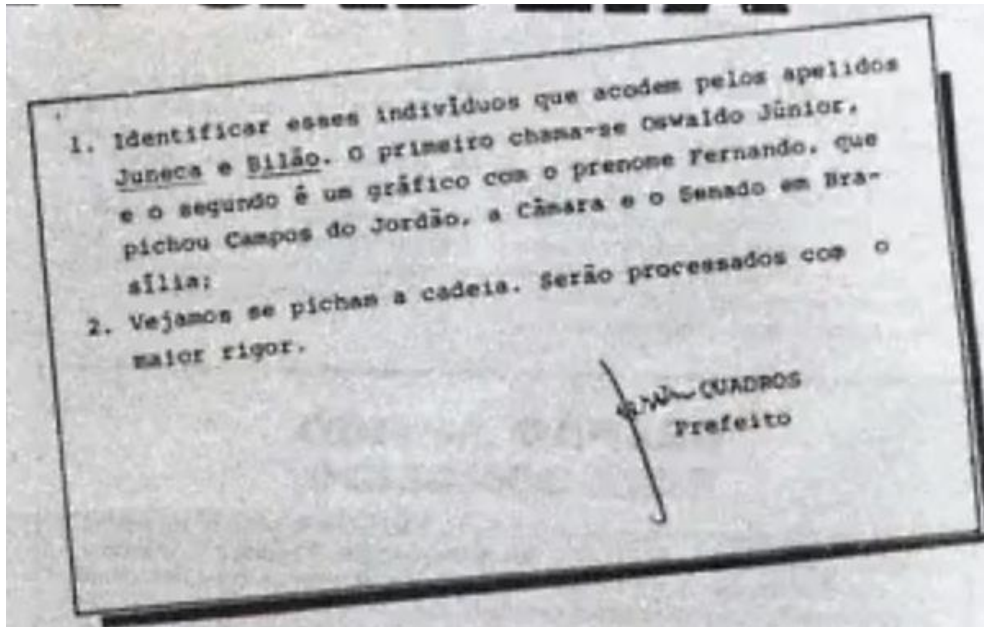 1. Identificar esses indivíduos que acodem pelos apelidos
Juneca e Bilão. O primeiro chama-se Oswaldo Júnior,
e o segundo é um gráfico com o prenome Fernando, que
pichou Campos do Jordão, a Câmara e o Senado em Bra-
sília;
2. Vejamos se picham a cadeia. Serão processados com o
maior rigor.
QUADROS
Prefeito